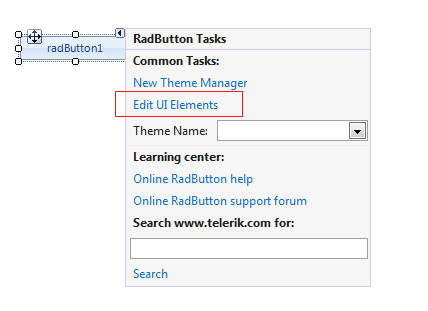 radButton1
RadButton Tasks
Common Tasks:
New Theme Manager
Edit UI Elements
Theme Name:
Learning center:
Online RadButton help
Online RadButton support forum
Search www.telerik.com for:
Search